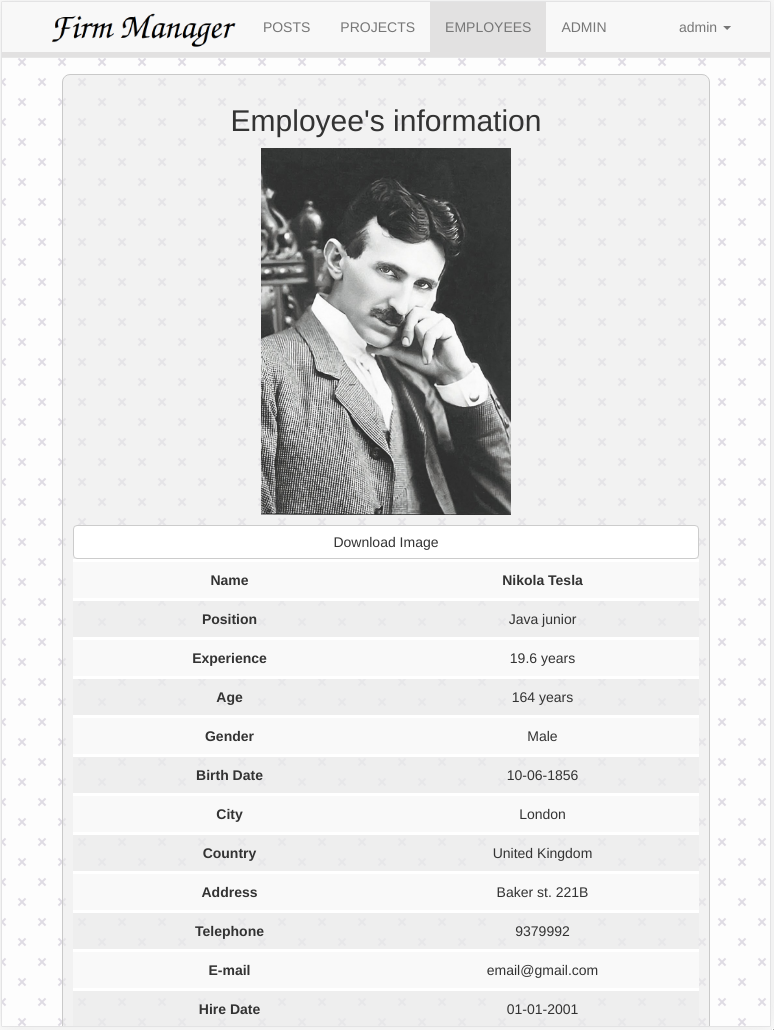 Firm Manager POSTS PROJECTS EMPLOYEES ADMIN admin
Employee's information
Download Image
Name Nikola Tesla
Position Java junior
Experience 19.6 years
Age 164 years
Gender Male
Birth Date 10-06-1856
City London
Country United Kingdom
Address Baker st. 221B
Telephone 9379992
E-mail email@gmail.com
Hire Date 01-01-2001